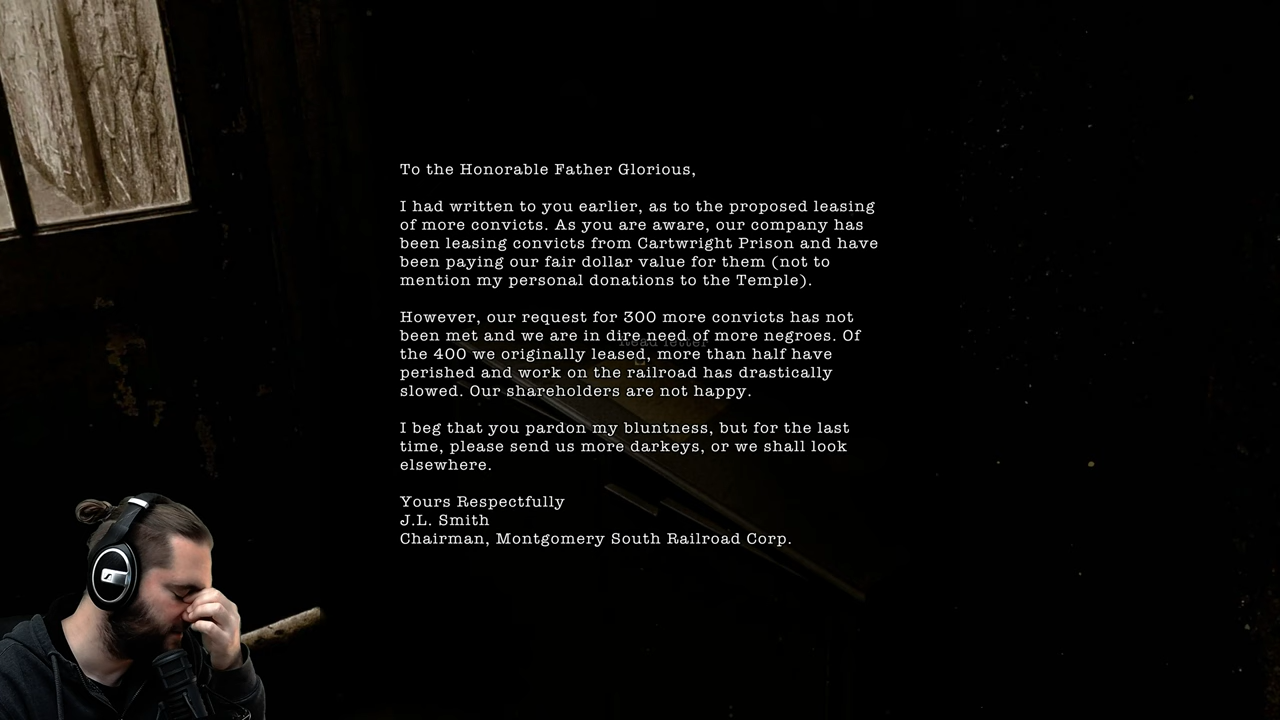 To the Honorable Father Glorious,
I had written to you earlier, as to the proposed leasing
of more convicts. As you are aware, our company has
been leasing convicts from Cartwright Prison and have
been paying our fair dollar value for them (not to
mention my personal donations to the Temple).
However, our request for 300 more convicts has not
been met and we are in dire need of more negroes. Of
Read letter
the 400 we originally leased, more than half have
perished and work on the railroad has drastically
slowed. Our shareholders are not happy.
I beg that you pardon my bluntness, but for the last
time, please send us more darkeys, or we shall look
elsewhere.
Yours Respectfully
J.L. Smith
Chairman, Montgomery South Railroad Corp.